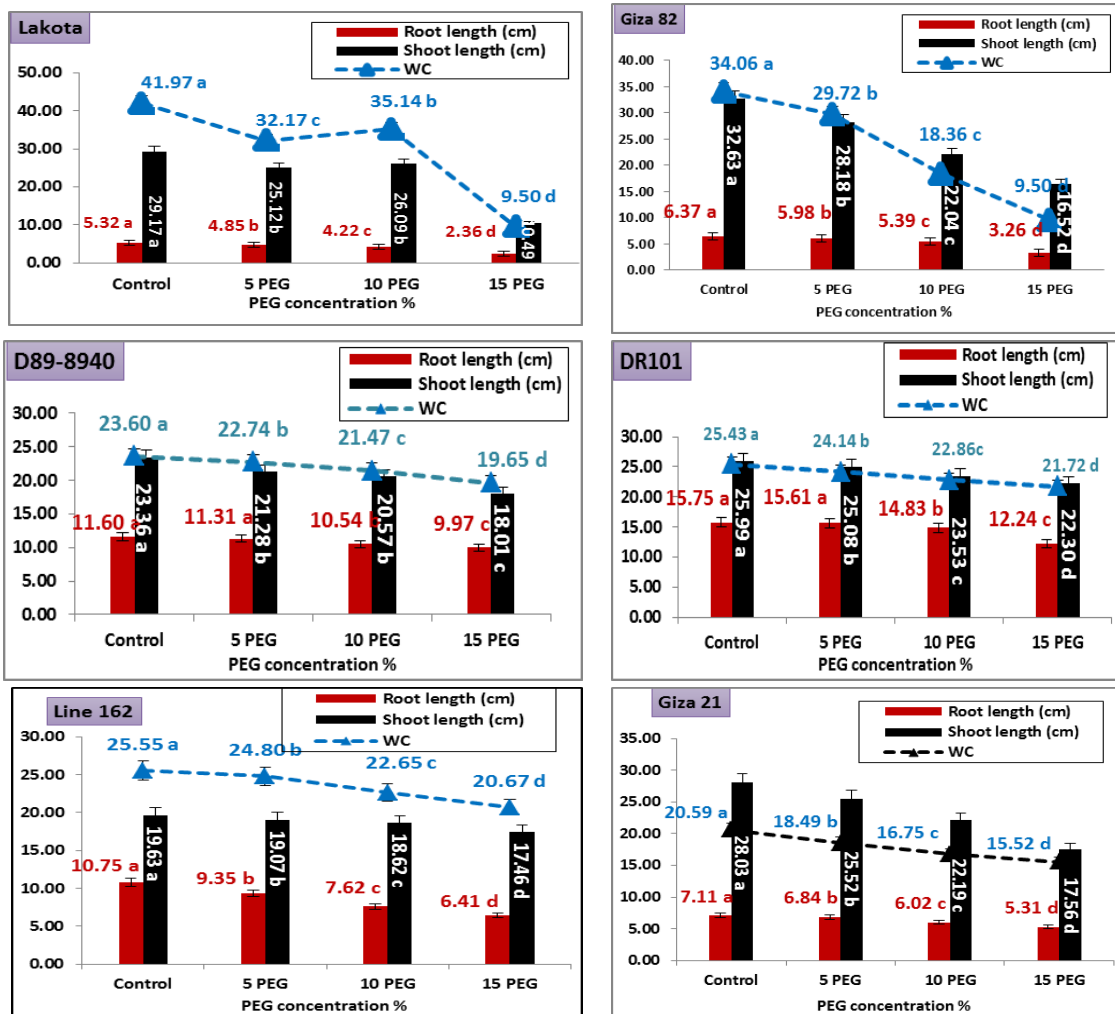 Lakota
Root length (cm)
Shoot length (cm)
WC
50.00
40.00
30.00
20.00
10.00
0.00
41.97 a
32.17 c
35.14 b
9.50 d
5.32 a
4.85 b
4.22 c
2.36 d
29.17 a
25.12 b
26.09 b
10.49
Control
5 PEG
10 PEG
15 PEG
PEG concentration %
Giza 82
Root length (cm)
Shoot length (cm)
WC
40.00
35.00
30.00
25.00
20.00
15.00
10.00
5.00
0.00
34.06 a
29.72 b
18.36 c
9.50 d
6.37 a
5.98 b
5.39 c
3.26 d
32.63 a
28.18 b
22.04 c
16.52 d
Control
5 PEG
10 PEG
15 PEG
PEG concentration %
D89-8940
Root length (cm)
Shoot length (cm)
WC
30.00
25.00
20.00
15.00
10.00
5.00
0.00
23.60 a
22.74 b
21.47 c
19.65 d
11.60 a
11.31 a
10.54 b
9.97 c
23.36 a
21.28 b
20.57 b
18.01 c
Control
5 PEG
10 PEG
15 PEG
PEG concentration %
DR101
Root length (cm)
Shoot length (cm)
WC
30.00
25.00
20.00
15.00
10.00
5.00
0.00
25.43 a
24.14 b
22.86c
21.72 d
15.75 a
15.61 a
14.83 b
12.24 c
25.99 a
25.08 b
23.53 c
22.30 d
Control
5 PEG
10 PEG
15 PEG
PEG concentration %
Line 162
Root length (cm)
Shoot length (cm)
WC
30.00
25.00
20.00
15.00
10.00
5.00
0.00
25.55 a
24.80 b
22.65 c
20.67 d
10.75 a
9.35 b
7.62 c
6.41 d
19.63 a
19.07 b
18.62 c
17.46 d
Control
5 PEG
10 PEG
15 PEG
PEG concentration %
Giza 21
Root length (cm)
Shoot length (cm)
WC
35.00
30.00
25.00
20.00
15.00
10.00
5.00
0.00
20.59 a
18.49 b
16.75 c
15.52 d
7.11 a
6.84 b
6.02 c
5.31 d
28.03 a
25.52 b
22.19 c
17.56 d
Control
5 PEG
10 PEG
15 PEG
PEG concentration %